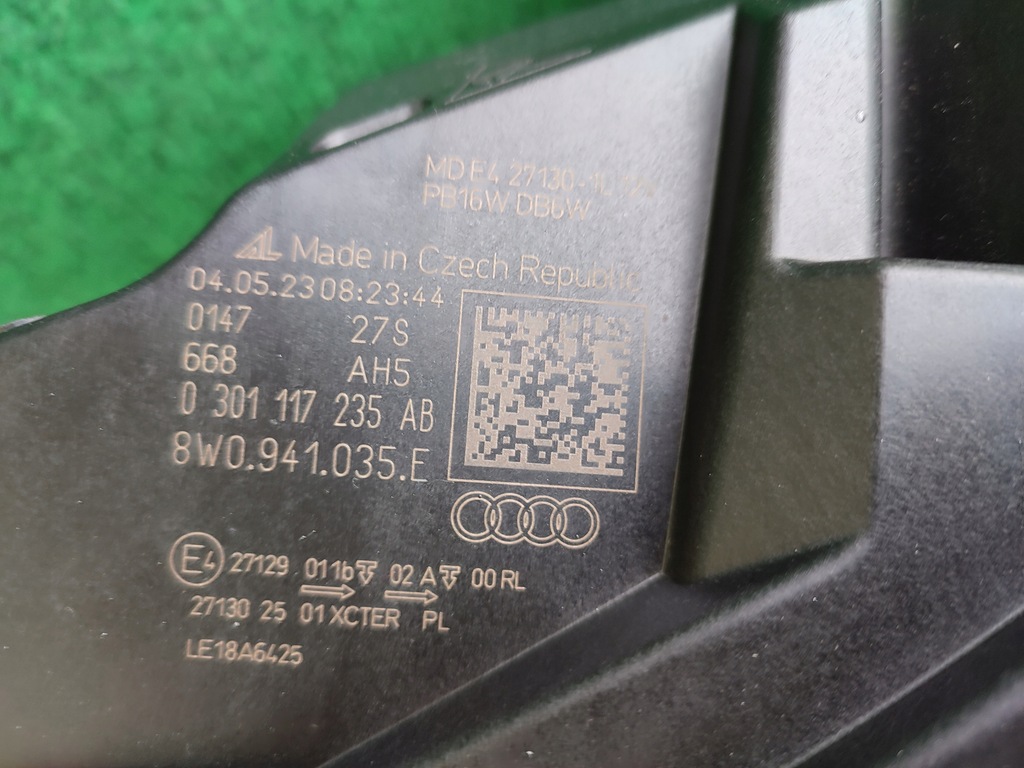 MD E4 27130
PB16W DB6W
AL Made in Czech Republic
04.05.23 08:23:44
0147 27S
668 AH5
0 301 117 235 AB
8W0.941.035.E
E4 27129 011b 02 A 00 RL
27130 25 01 XCTER PL
LE18A6425